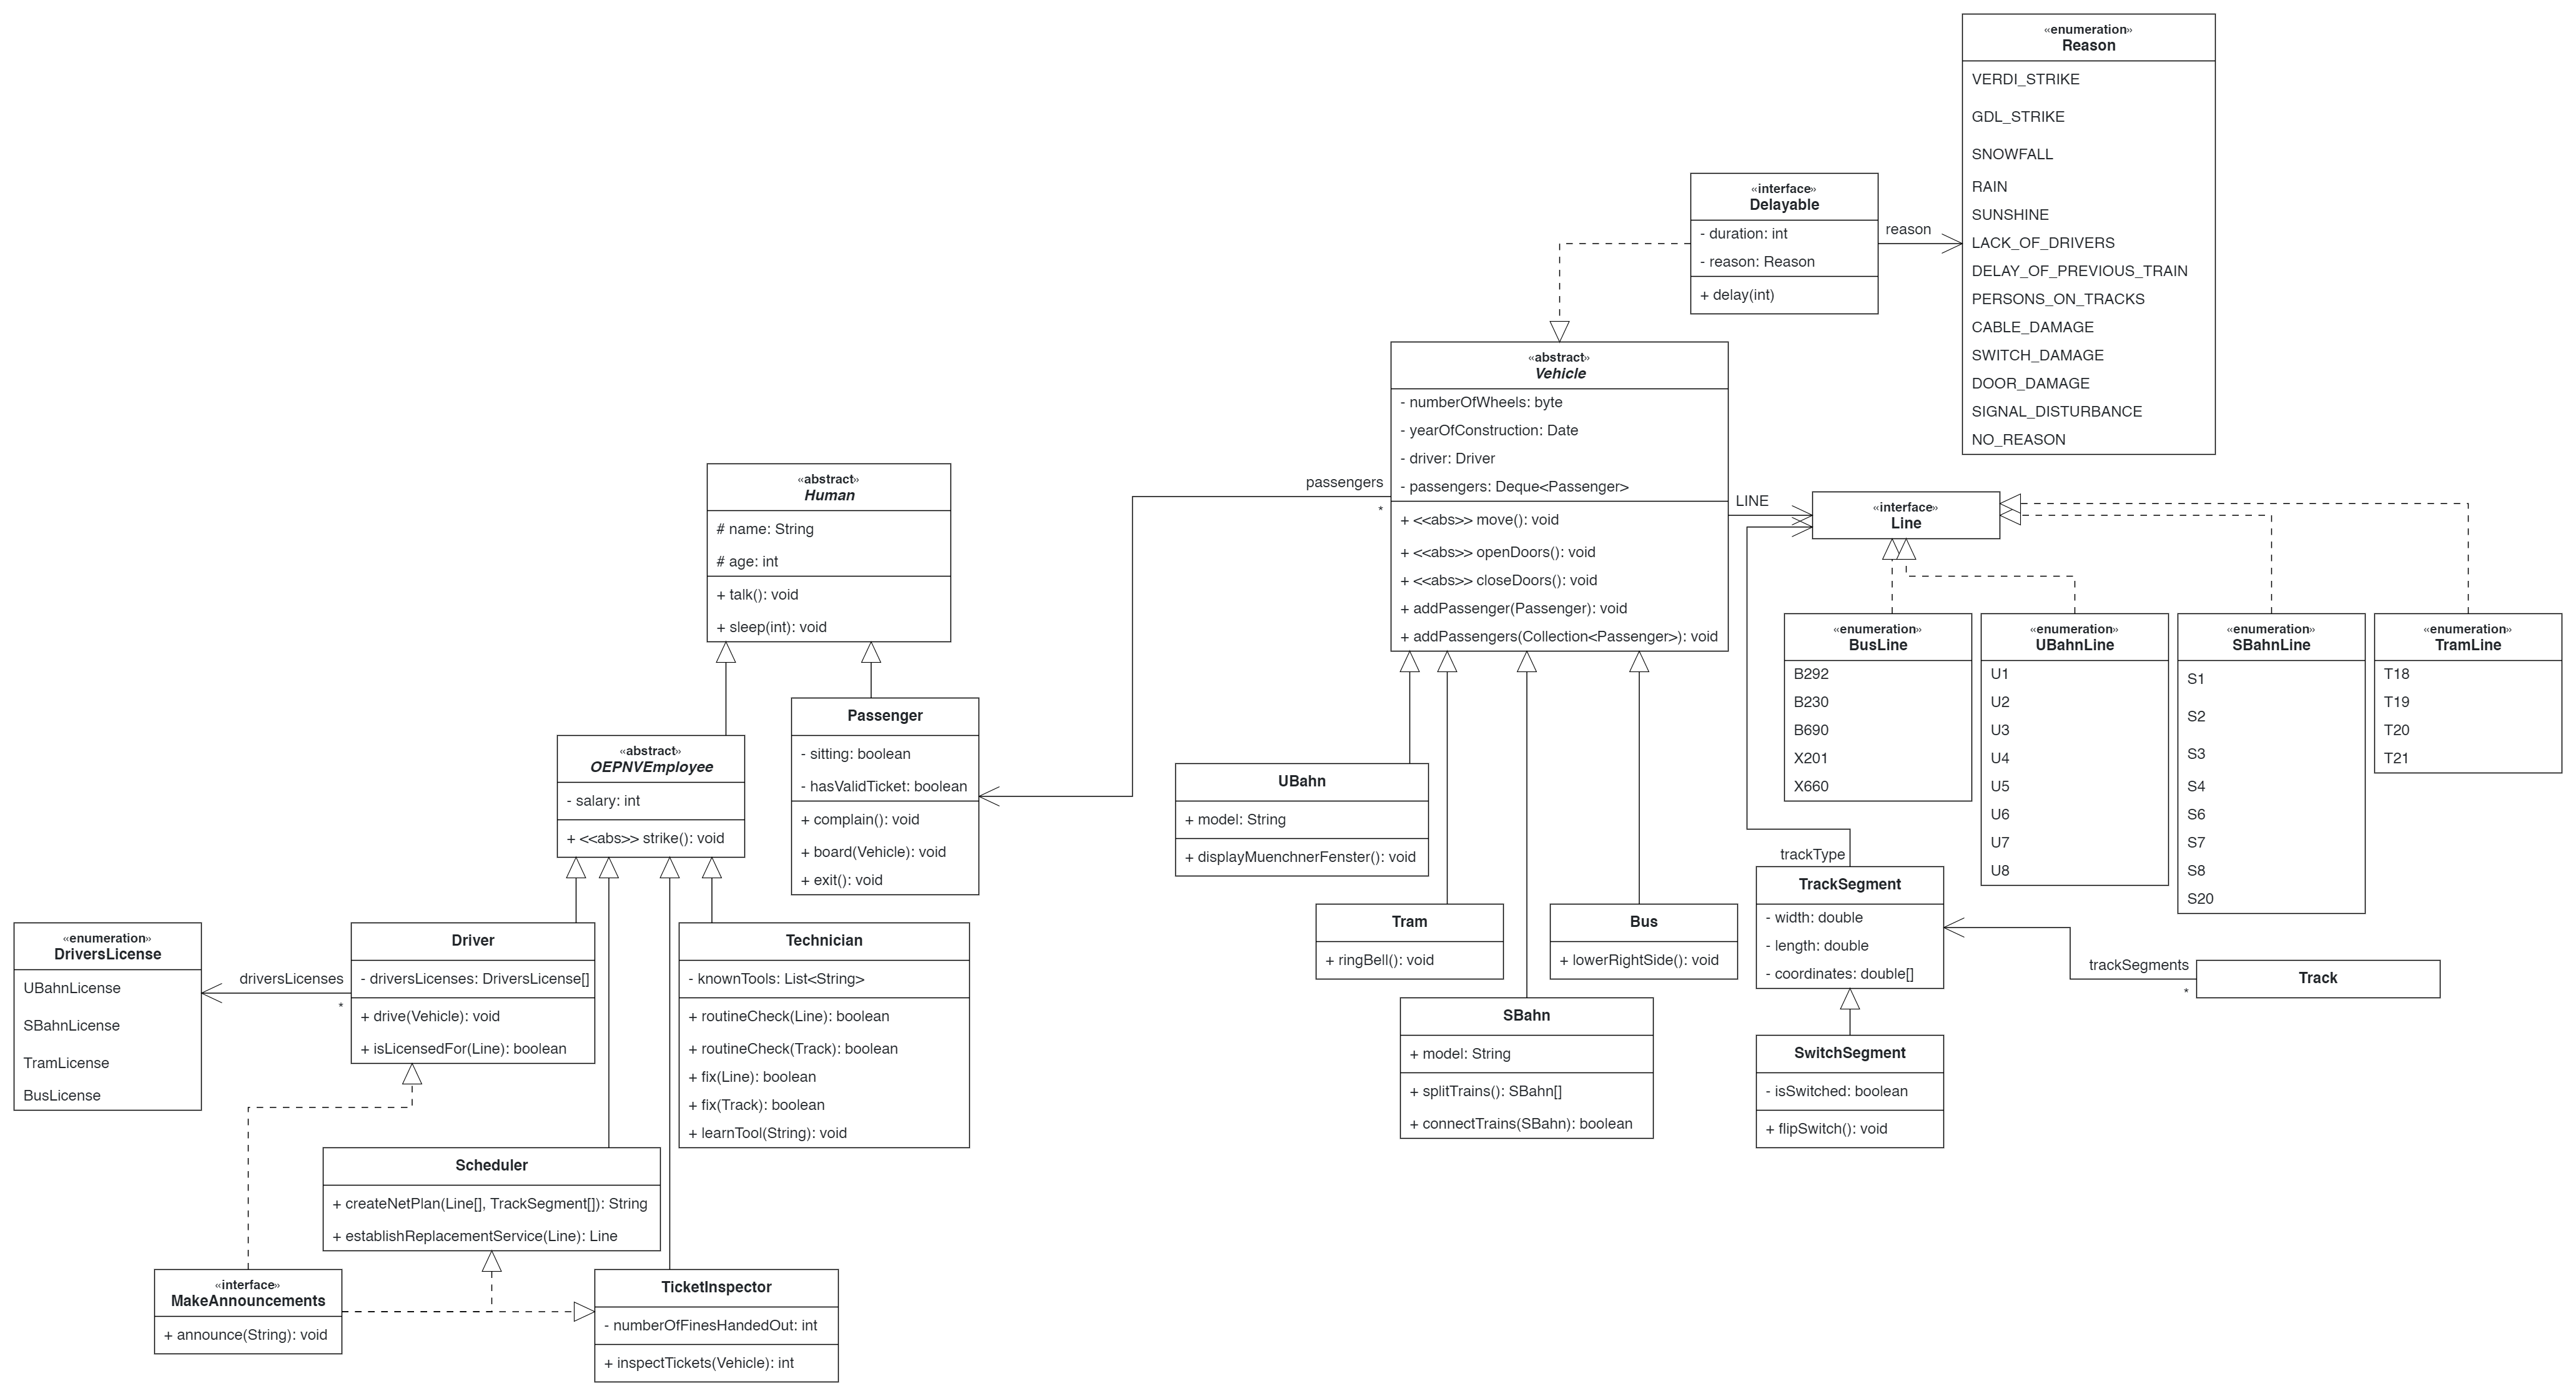 «enumeration»
Reason
VERDI_STRIKE
GDL_STRIKE
SNOWFALL
RAIN
SUNSHINE
LACK_OF_DRIVERS
DELAY_OF_PREVIOUS_TRAIN
PERSONS_ON_TRACKS
CABLE_DAMAGE
SWITCH_DAMAGE
DOOR_DAMAGE
SIGNAL_DISTURBANCE
NO_REASON
«interface»
Delayable
- duration: int
- reason: Reason
+ delay(int)
reason
«abstract»
Vehicle
- numberOfWheels: byte
- yearOfConstruction: Date
- driver: Driver
- passengers: Deque<Passenger>
+ <<abs>> move(): void
+ <<abs>> openDoors(): void
+ <<abs>> closeDoors(): void
+ addPassenger(Passenger): void
+ addPassengers(Collection<Passenger>): void
passengers
*
LINE
«interface»
Line
«abstract»
Human
# name: String
# age: int
+ talk(): void
+ sleep(int): void
«enumeration»
BusLine
B292
B230
B690
X201
X660
«enumeration»
UBahnLine
U1
U2
U3
U4
U5
U6
U7
U8
«enumeration»
SBahnLine
S1
S2
S3
S4
S6
S7
S8
S20
«enumeration»
TramLine
T18
T19
T20
T21
Passenger
- sitting: boolean
- hasValidTicket: boolean
+ complain(): void
+ board(Vehicle): void
+ exit(): void
«abstract»
OEPNVEmployee
- salary: int
+ <<abs>> strike(): void
UBahn
+ model: String
+ displayMuenchnerFenster(): void
Tram
+ ringBell(): void
Bus
+ lowerRightSide(): void
SBahn
+ model: String
+ splitTrains(): SBahn[]
+ connectTrains(SBahn): boolean
trackType
TrackSegment
- width: double
- length: double
- coordinates: double[]
trackSegments
*
Track
SwitchSegment
- isSwitched: boolean
+ flipSwitch(): void
«enumeration»
DriversLicense
UBahnLicense
SBahnLicense
TramLicense
BusLicense
driversLicenses
*
Driver
- driversLicenses: DriversLicense[]
+ drive(Vehicle): void
+ isLicensedFor(Line): boolean
Technician
- knownTools: List<String>
+ routineCheck(Line): boolean
+ routineCheck(Track): boolean
+ fix(Line): boolean
+ fix(Track): boolean
+ learnTool(String): void
Scheduler
+ createNetPlan(Line[], TrackSegment[]): String
+ establishReplacementService(Line): Line
«interface»
MakeAnnouncements
+ announce(String): void
TicketInspector
- numberOfFinesHandedOut: int
+ inspectTickets(Vehicle): int